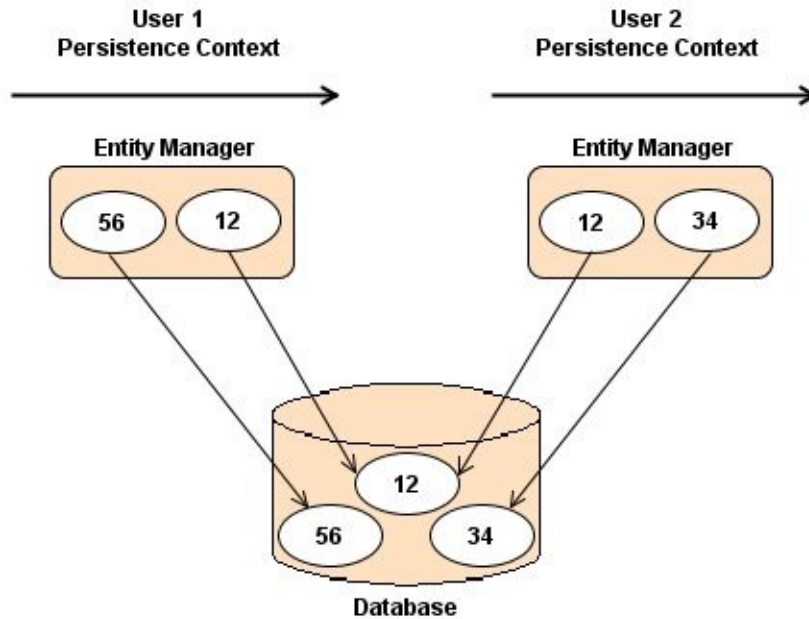 User 1
Persistence Context
User 2
Persistence Context
Entity Manager
Entity Manager
56
12
12
34
12
56
34
Database